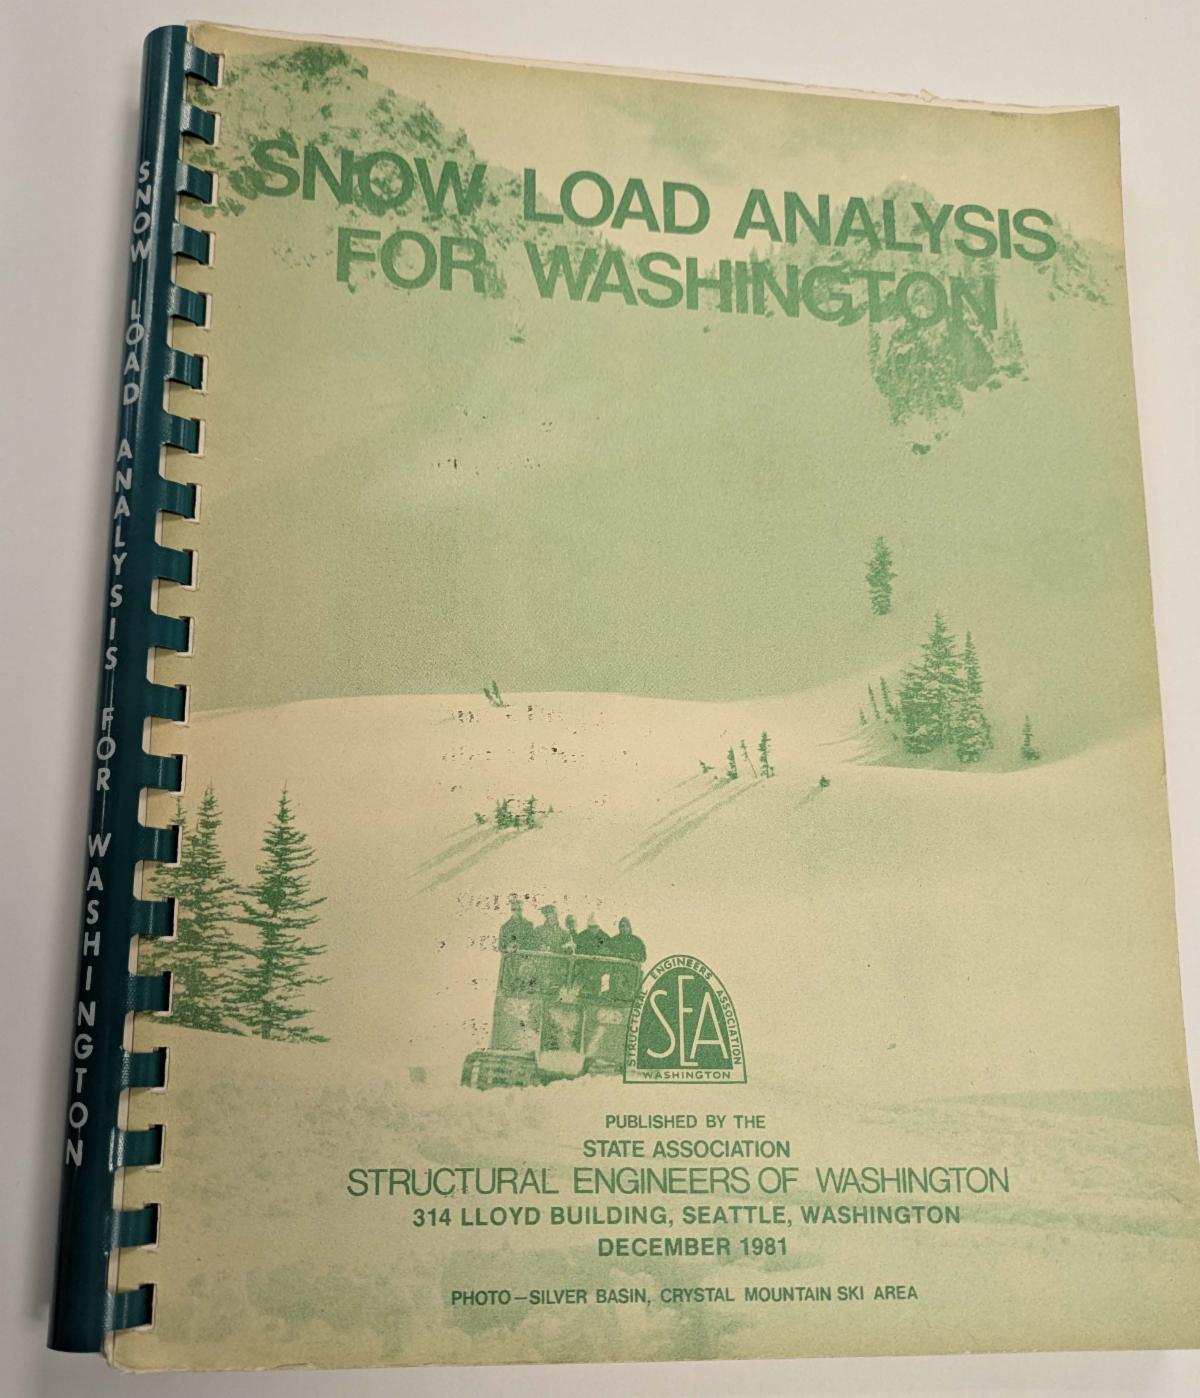 SNOW LOAD ANALYSIS FOR WASHINGTON
SNOW LOAD ANALYSIS
FOR WASHINGTON
STRUCTURAL ENGINEERS ASSOCIATION
SEA
WASHINGTON
PUBLISHED BY THE
STATE ASSOCIATION
STRUCTURAL ENGINEERS OF WASHINGTON
314 LLOYD BUILDING, SEATTLE, WASHINGTON
DECEMBER 1981
PHOTO—SILVER BASIN, CRYSTAL MOUNTAIN SKI AREA